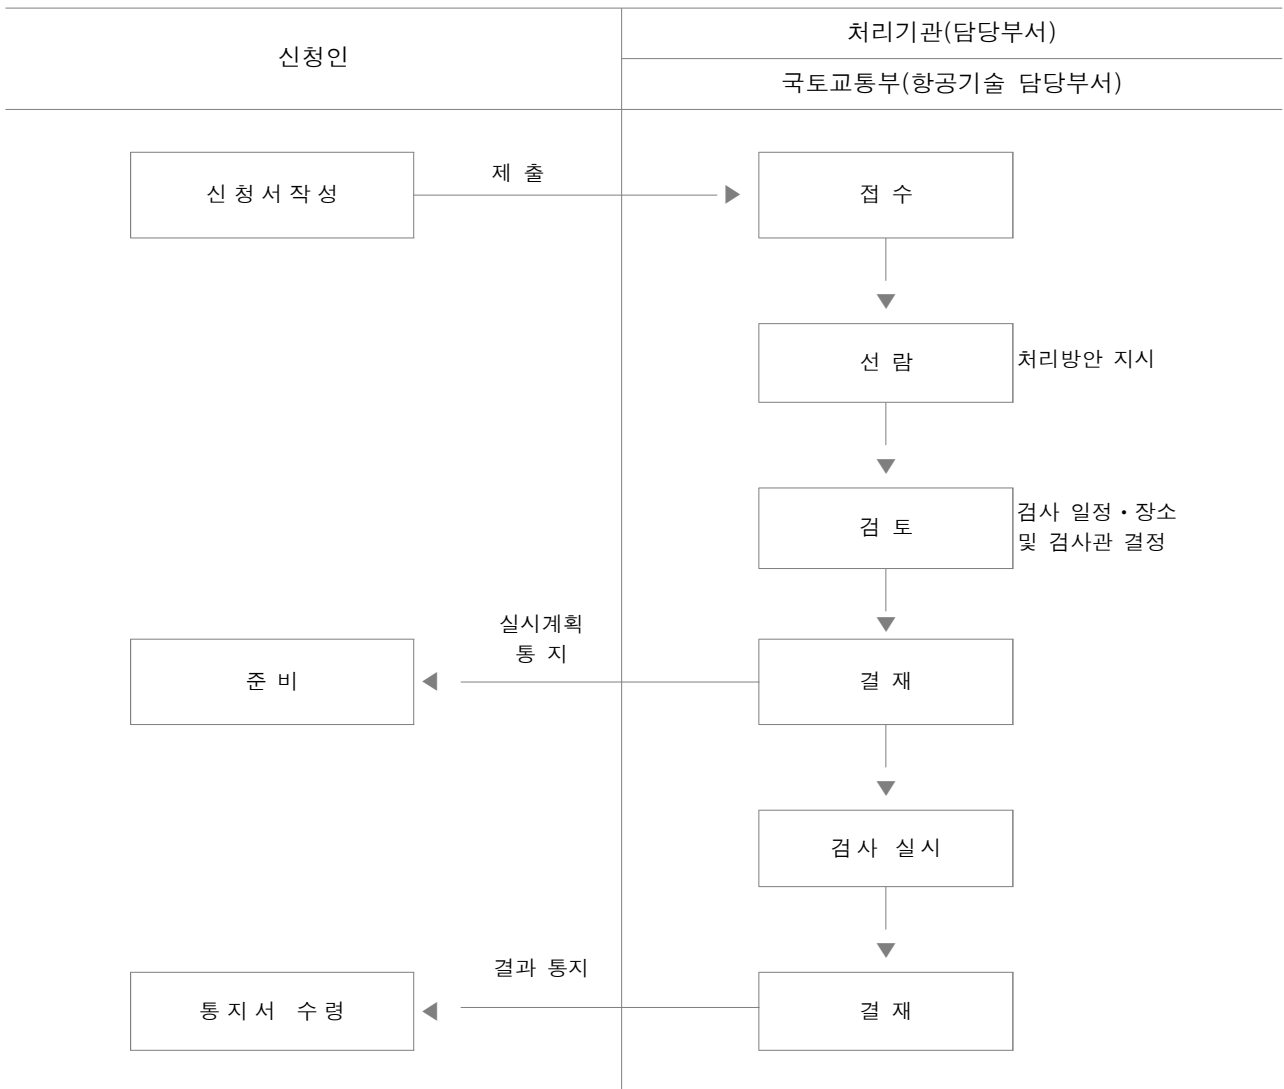 신청인
처리기관(담당부서)
국토교통부(항공기술 담당부서)
신청서작성
제 출
접 수
선 람
처리방안 지시
검 토
검사 일정·장소
및 검사관 결정
실시계획
통 지
준 비
결 재
검사 실시
결과 통지
통지서 수령
결 재